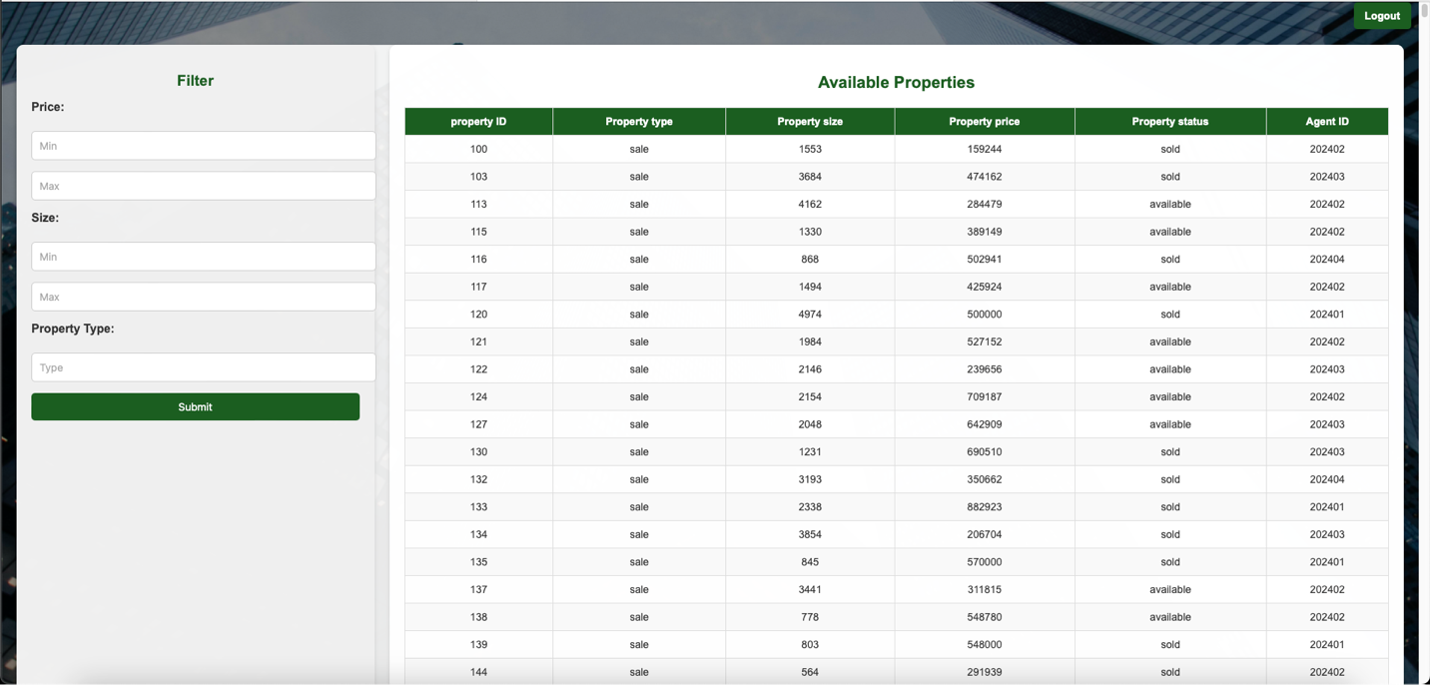 Logout
Filter
Price:
Min
Max
Size:
Min
Max
Property Type:
Type
Submit
Available Properties
property ID Property type Property size Property price Property status Agent ID
100 sale 1553 159244 sold 202402
103 sale 3684 474162 sold 202403
113 sale 4162 284479 available 202402
115 sale 1330 389149 available 202402
116 sale 868 502941 sold 202404
117 sale 1494 425924 available 202402
120 sale 4974 500000 sold 202401
121 sale 1984 527152 available 202402
122 sale 2146 239656 available 202403
124 sale 2154 709187 available 202402
127 sale 2048 642909 available 202403
130 sale 1231 690510 sold 202403
132 sale 3193 350662 sold 202404
133 sale 2338 882923 sold 202401
134 sale 3854 206704 sold 202403
135 sale 845 570000 sold 202401
137 sale 3441 311815 available 202402
138 sale 778 548780 available 202402
139 sale 803 548000 sold 202401
144 sale 564 291939 sold 202402